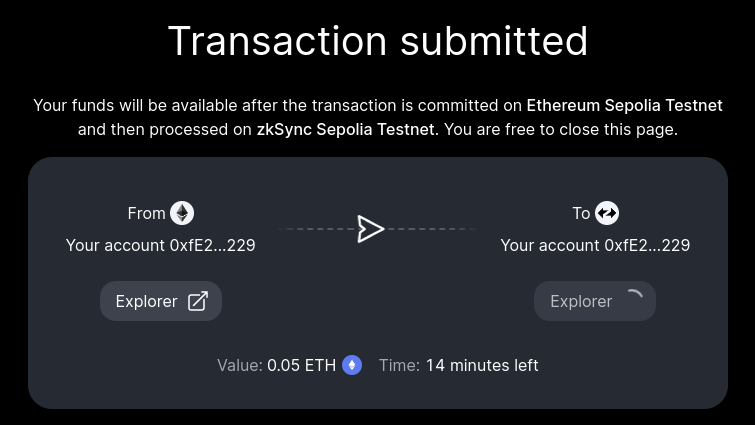 Transaction submitted
Your funds will be available after the transaction is committed on Ethereum Sepolia Testnet
and then processed on zkSync Sepolia Testnet. You are free to close this page.
From
To
Your account 0xfE2...229
Your account 0xfE2...229
Explorer
Explorer
Value: 0.05 ETH Time: 14 minutes left